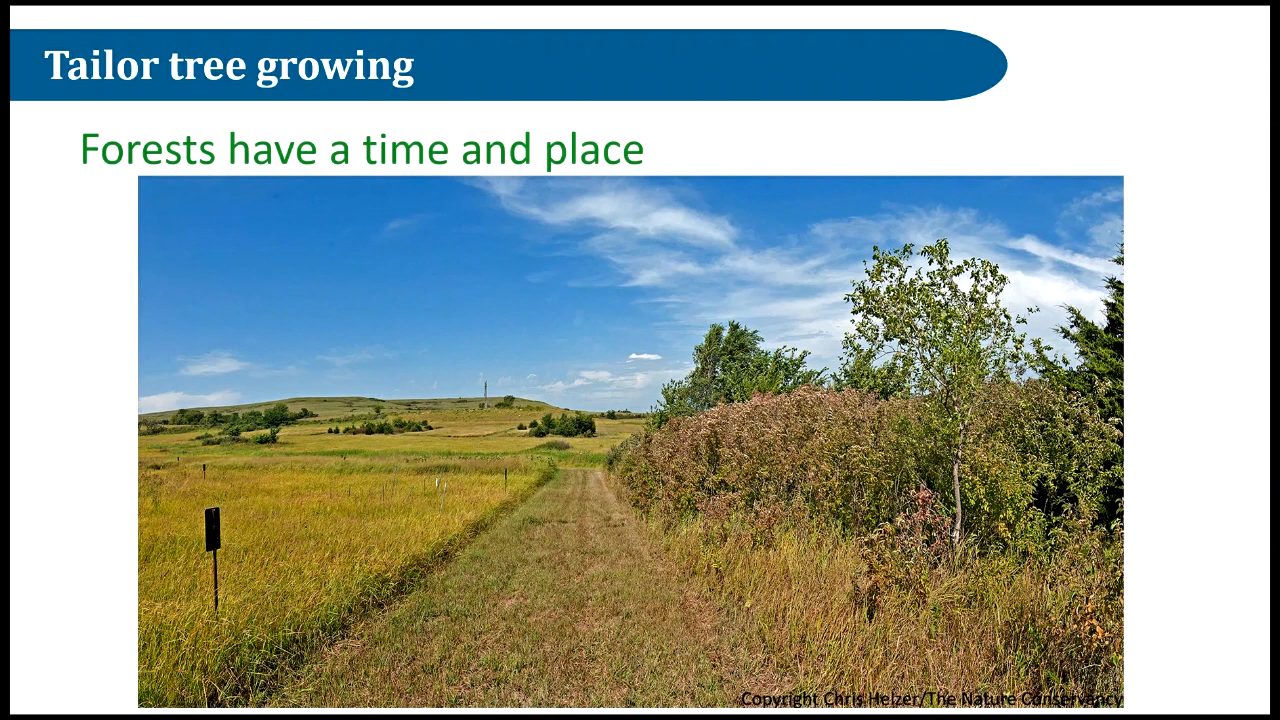 Tailor tree growing
Forests have a time and place
Copyright Chris Helzer/The Nature Conservancy